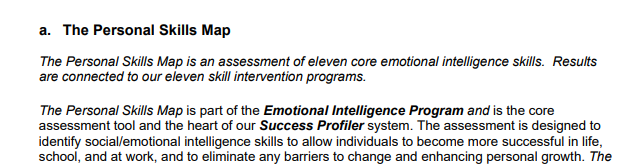 a. The Personal Skills Map
The Personal Skills Map is an assessment of eleven core emotional intelligence skills. Results
are connected to our eleven skill intervention programs.
The Personal Skills Map is part of the Emotional Intelligence Program and is the core
assessment tool and the heart of our Success Profiler system. The assessment is designed to
identify social/emotional intelligence skills to allow individuals to become more successful in life,
school, and at work, and to eliminate any barriers to change and enhancing personal growth. The